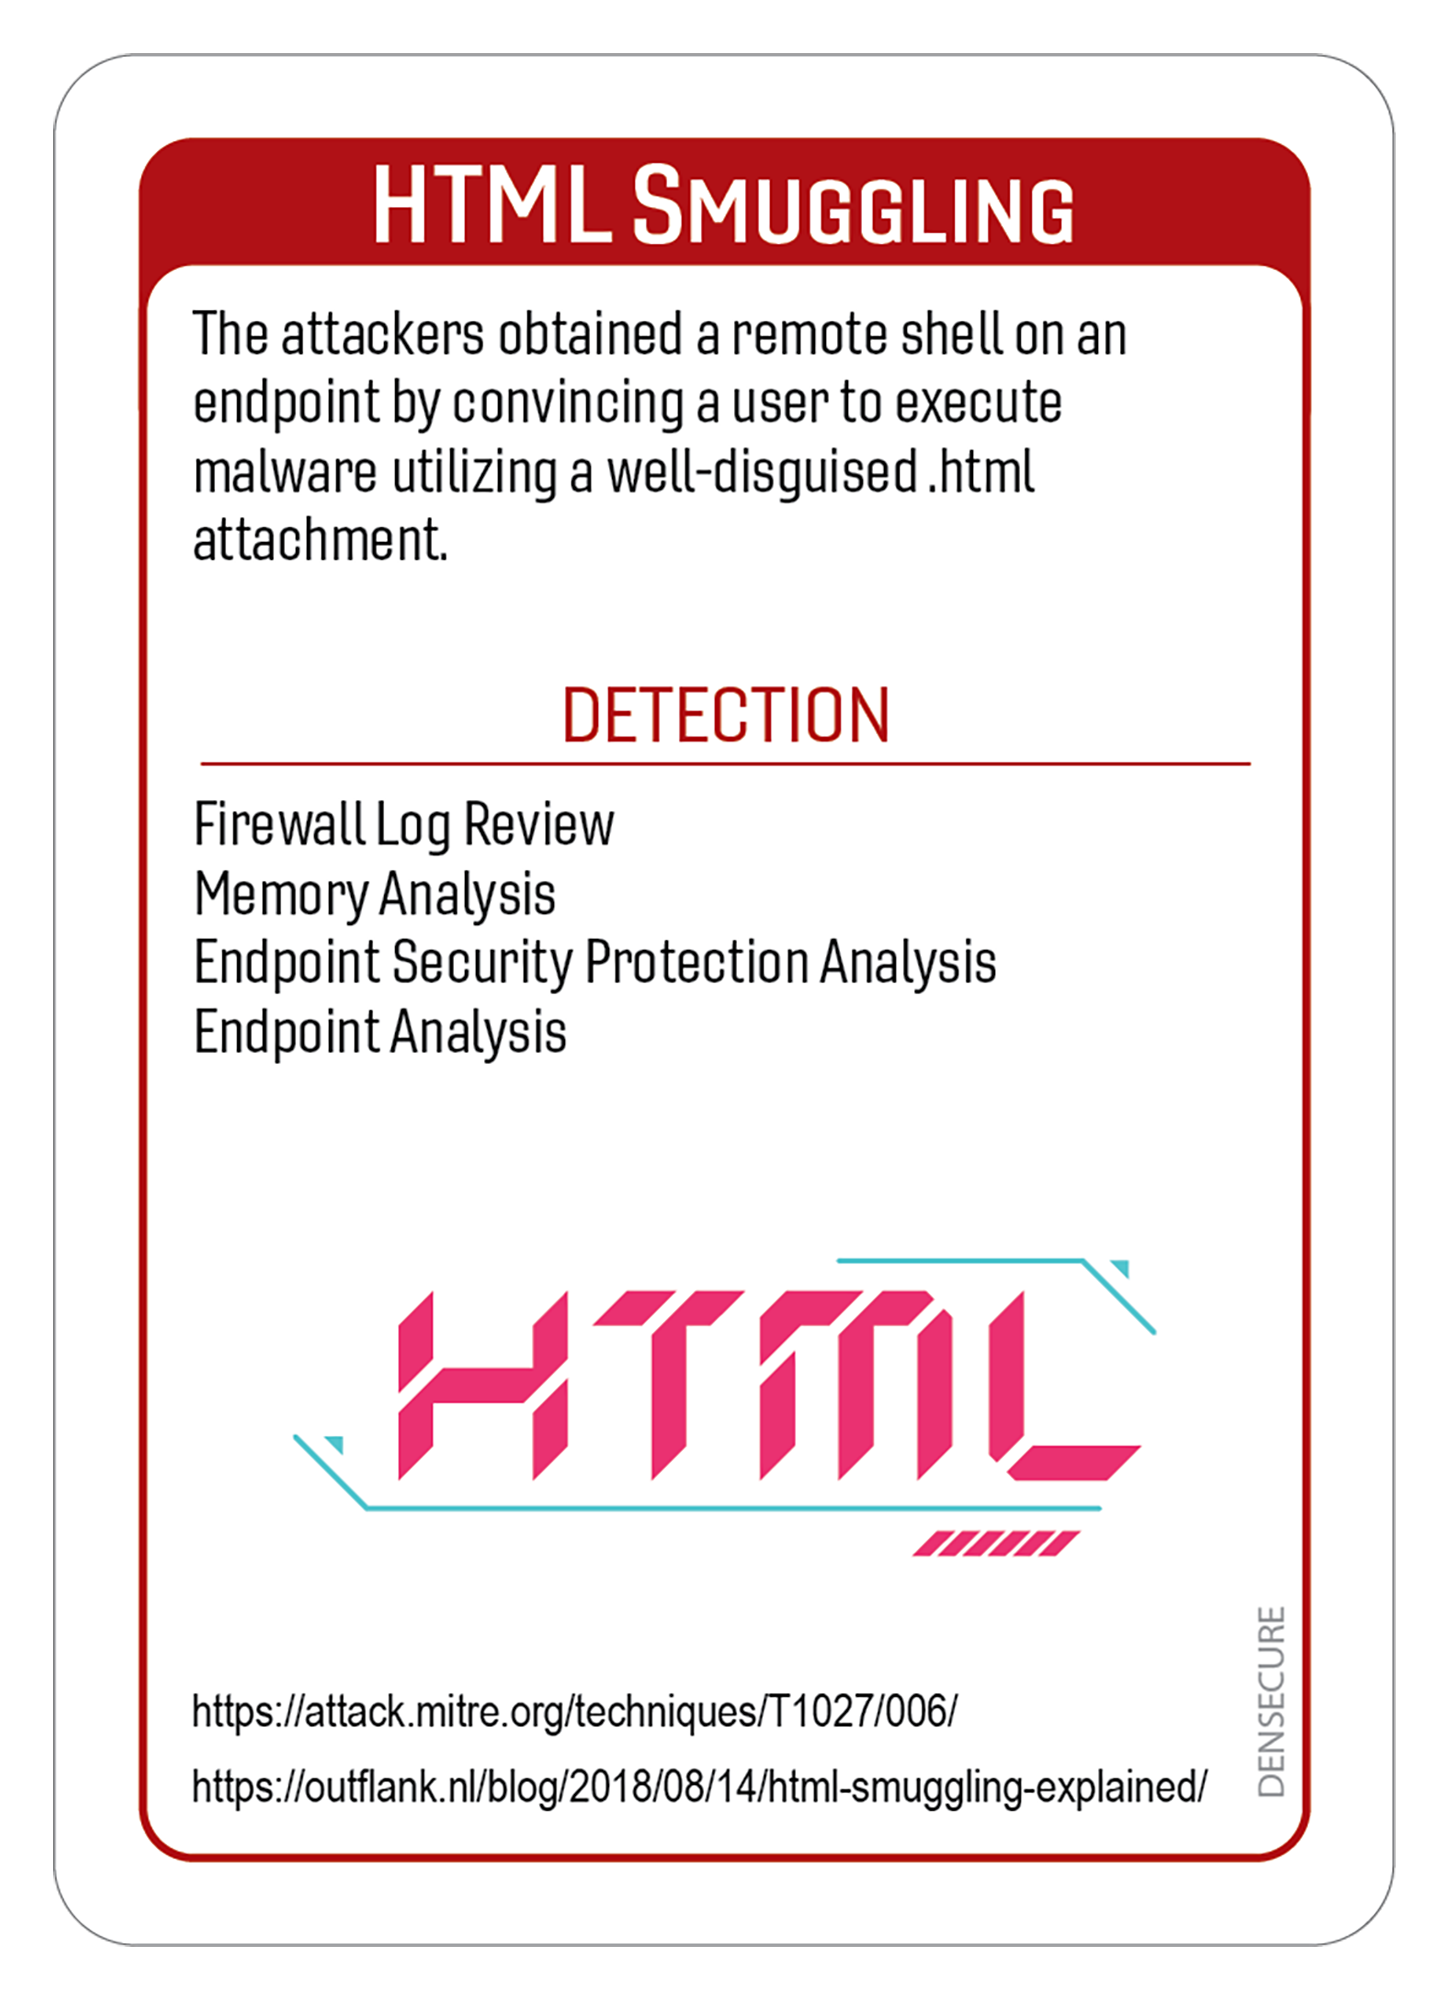 HTML SMUGGLING
The attackers obtained a remote shell on an
endpoint by convincing a user to execute
malware utilizing a well-disguised .html
attachment.
DETECTION
Firewall Log Review
Memory Analysis
Endpoint Security Protection Analysis
Endpoint Analysis
HTML
DENSECURE
https://attack.mitre.org/techniques/T1027/006/
https://outflank.nl/blog/2018/08/14/html-smuggling-explained/